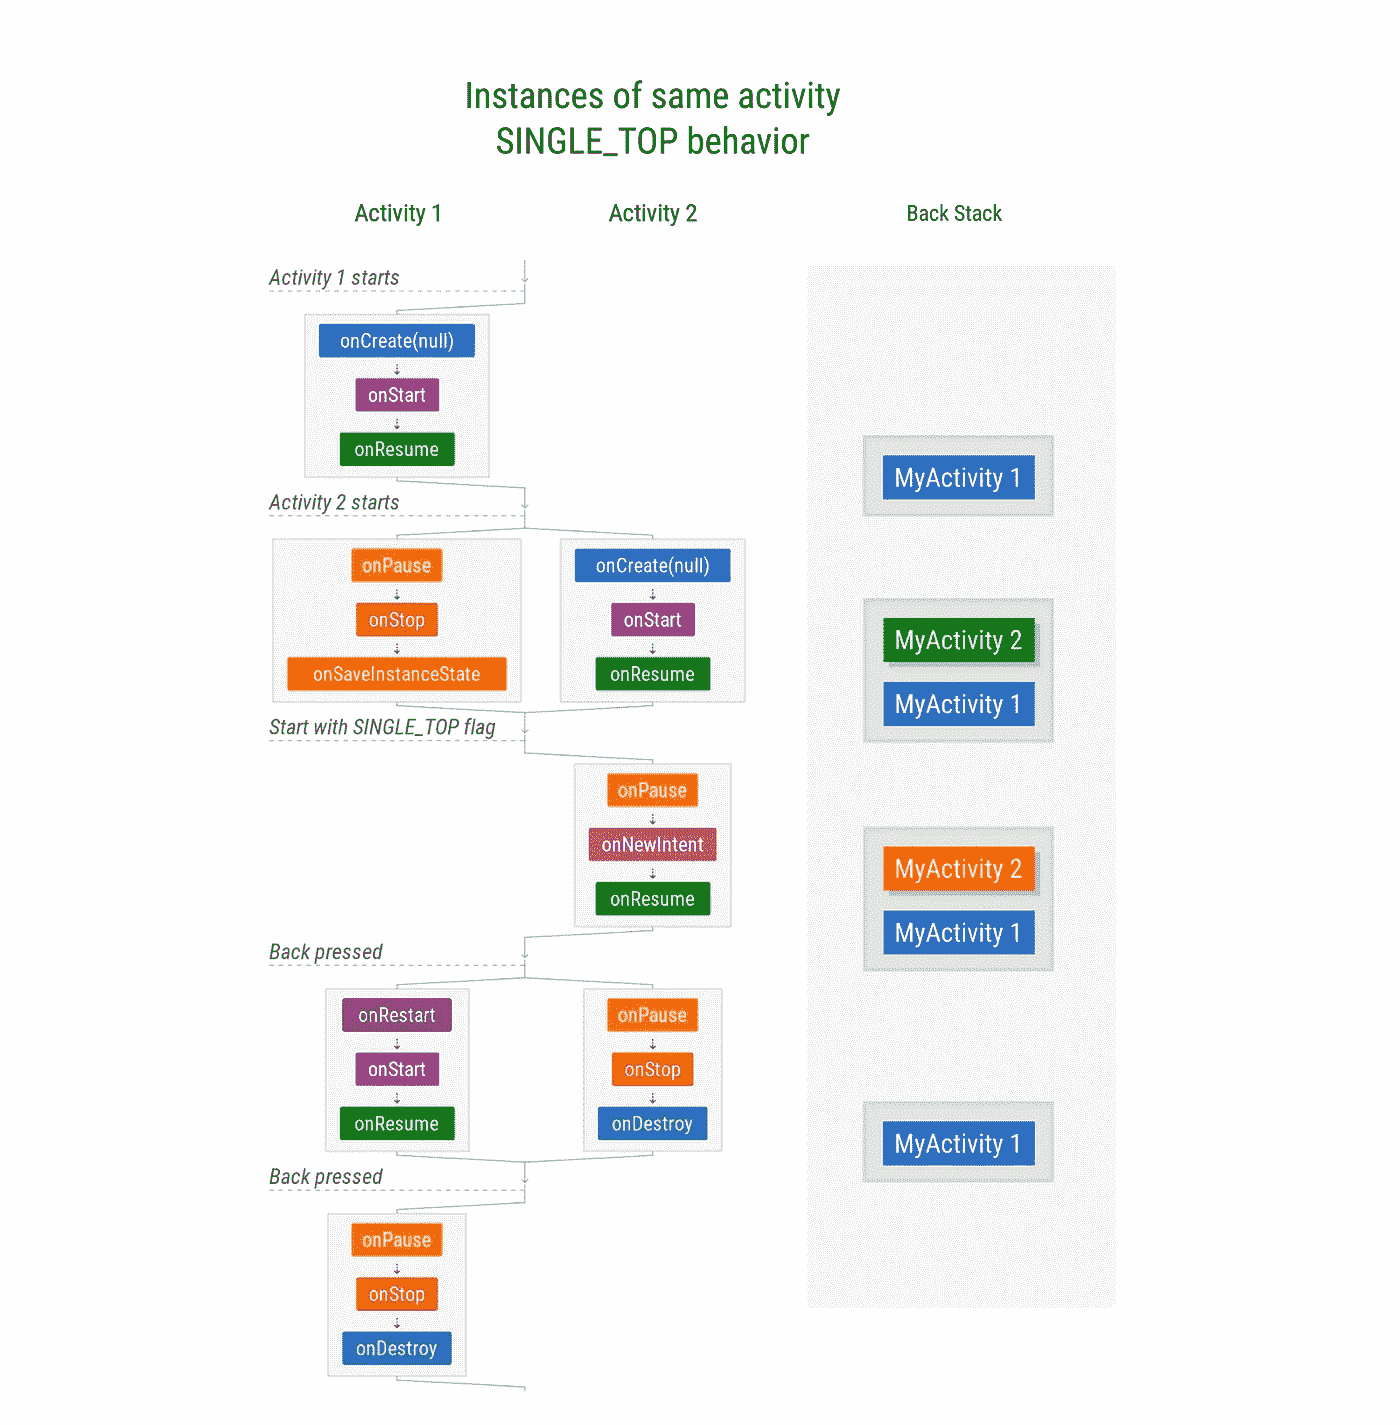 Instances of same activity
SINGLE_TOP behavior
Activity 1
Activity 2
Back Stack
Activity 1 starts
onCreate(null)
onStart
onResume
MyActivity 1
Activity 2 starts
onPause
onStop
onSaveInstanceState
onCreate(null)
onStart
onResume
MyActivity 2
MyActivity 1
Start with SINGLE_TOP flag
onPause
onNewIntent
onResume
MyActivity 2
MyActivity 1
Back pressed
onRestart
onStart
onResume
onPause
onStop
onDestroy
MyActivity 1
Back pressed
onPause
onStop
onDestroy